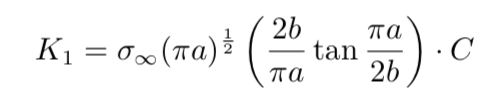 $K_1 = \sigma_\infty (\pi a)^{\frac{1}{2}} \left( \frac{2b}{\pi a} \tan \frac{\pi a}{2b} \right) \cdot C$